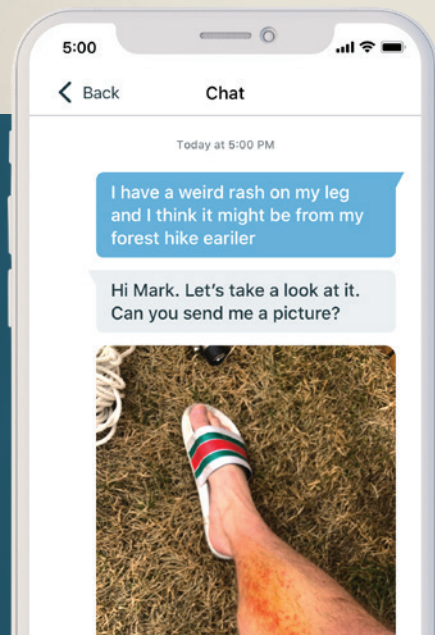 5:00
Back
Chat
Today at 5:00 PM
I have a weird rash on my leg
and I think it might be from my
forest hike eariler
Hi Mark. Let's take a look at it.
Can you send me a picture?